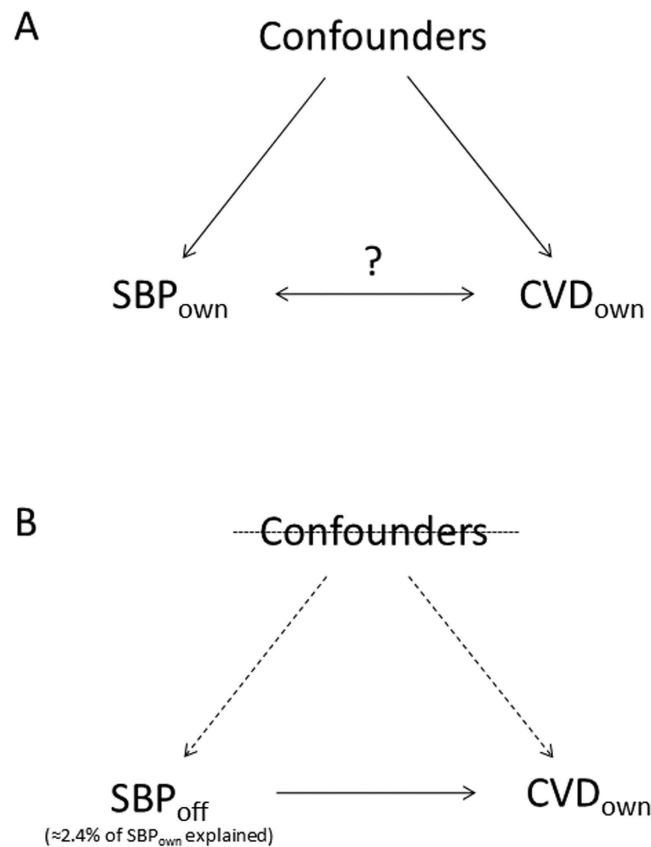 A
Confounders
?
SBPown
CVDown
B
Confounders
SBPoff
CVDown
(≈2.4% of SBPown explained)